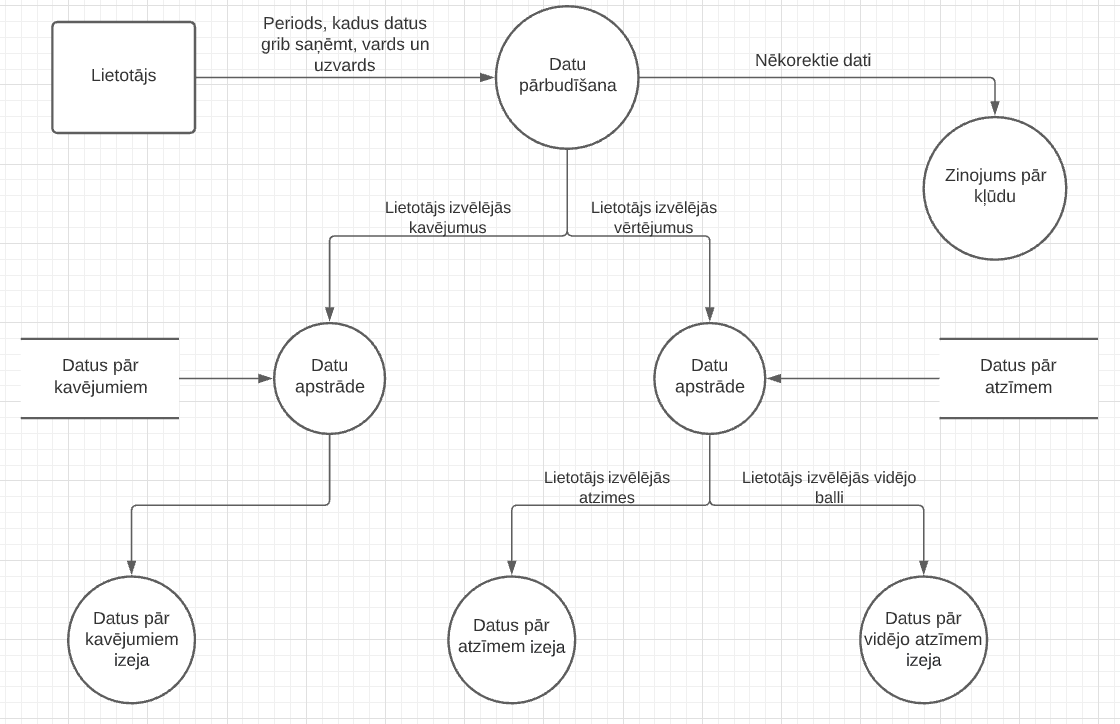 Periods, kadus datus
grib saņēmt, vards un
uzvards
Lietotājs
Datu
pārbudīšana
Nēkorektie dati
Zinojums pār
kļūdu
Lietotājs izvēlējās
kavējumus
Lietotājs izvēlējās
vērtējumus
Datus pār
kavējumiem
Datu
apstrāde
Datu
apstrāde
Datus pār
atzīmem
Lietotājs izvēlējās
atzimes
Lietotājs izvēlējās vidējo
balli
Datus pār
kavējumiem
izeja
Datus pār
atzīmem izeja
Datus pār
vidējo atzīmem
izeja